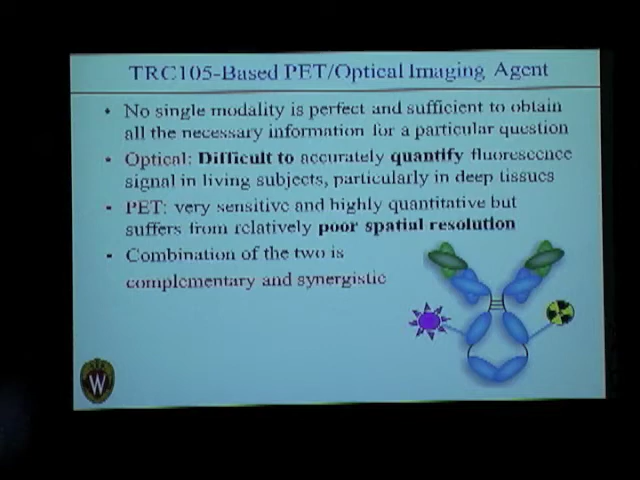 TRC105-Based PET/Optical Imaging Agent
• No single modality is perfect and sufficient to obtain
all the necessary information for a particular question
• Optical: Difficult to accurately quantify fluorescence
signal in living subjects, particularly in deep tissues
• PET: very sensitive and highly quantitative but
suffers from relatively poor spatial resolution
• Combination of the two is
complementary and synergistic
W